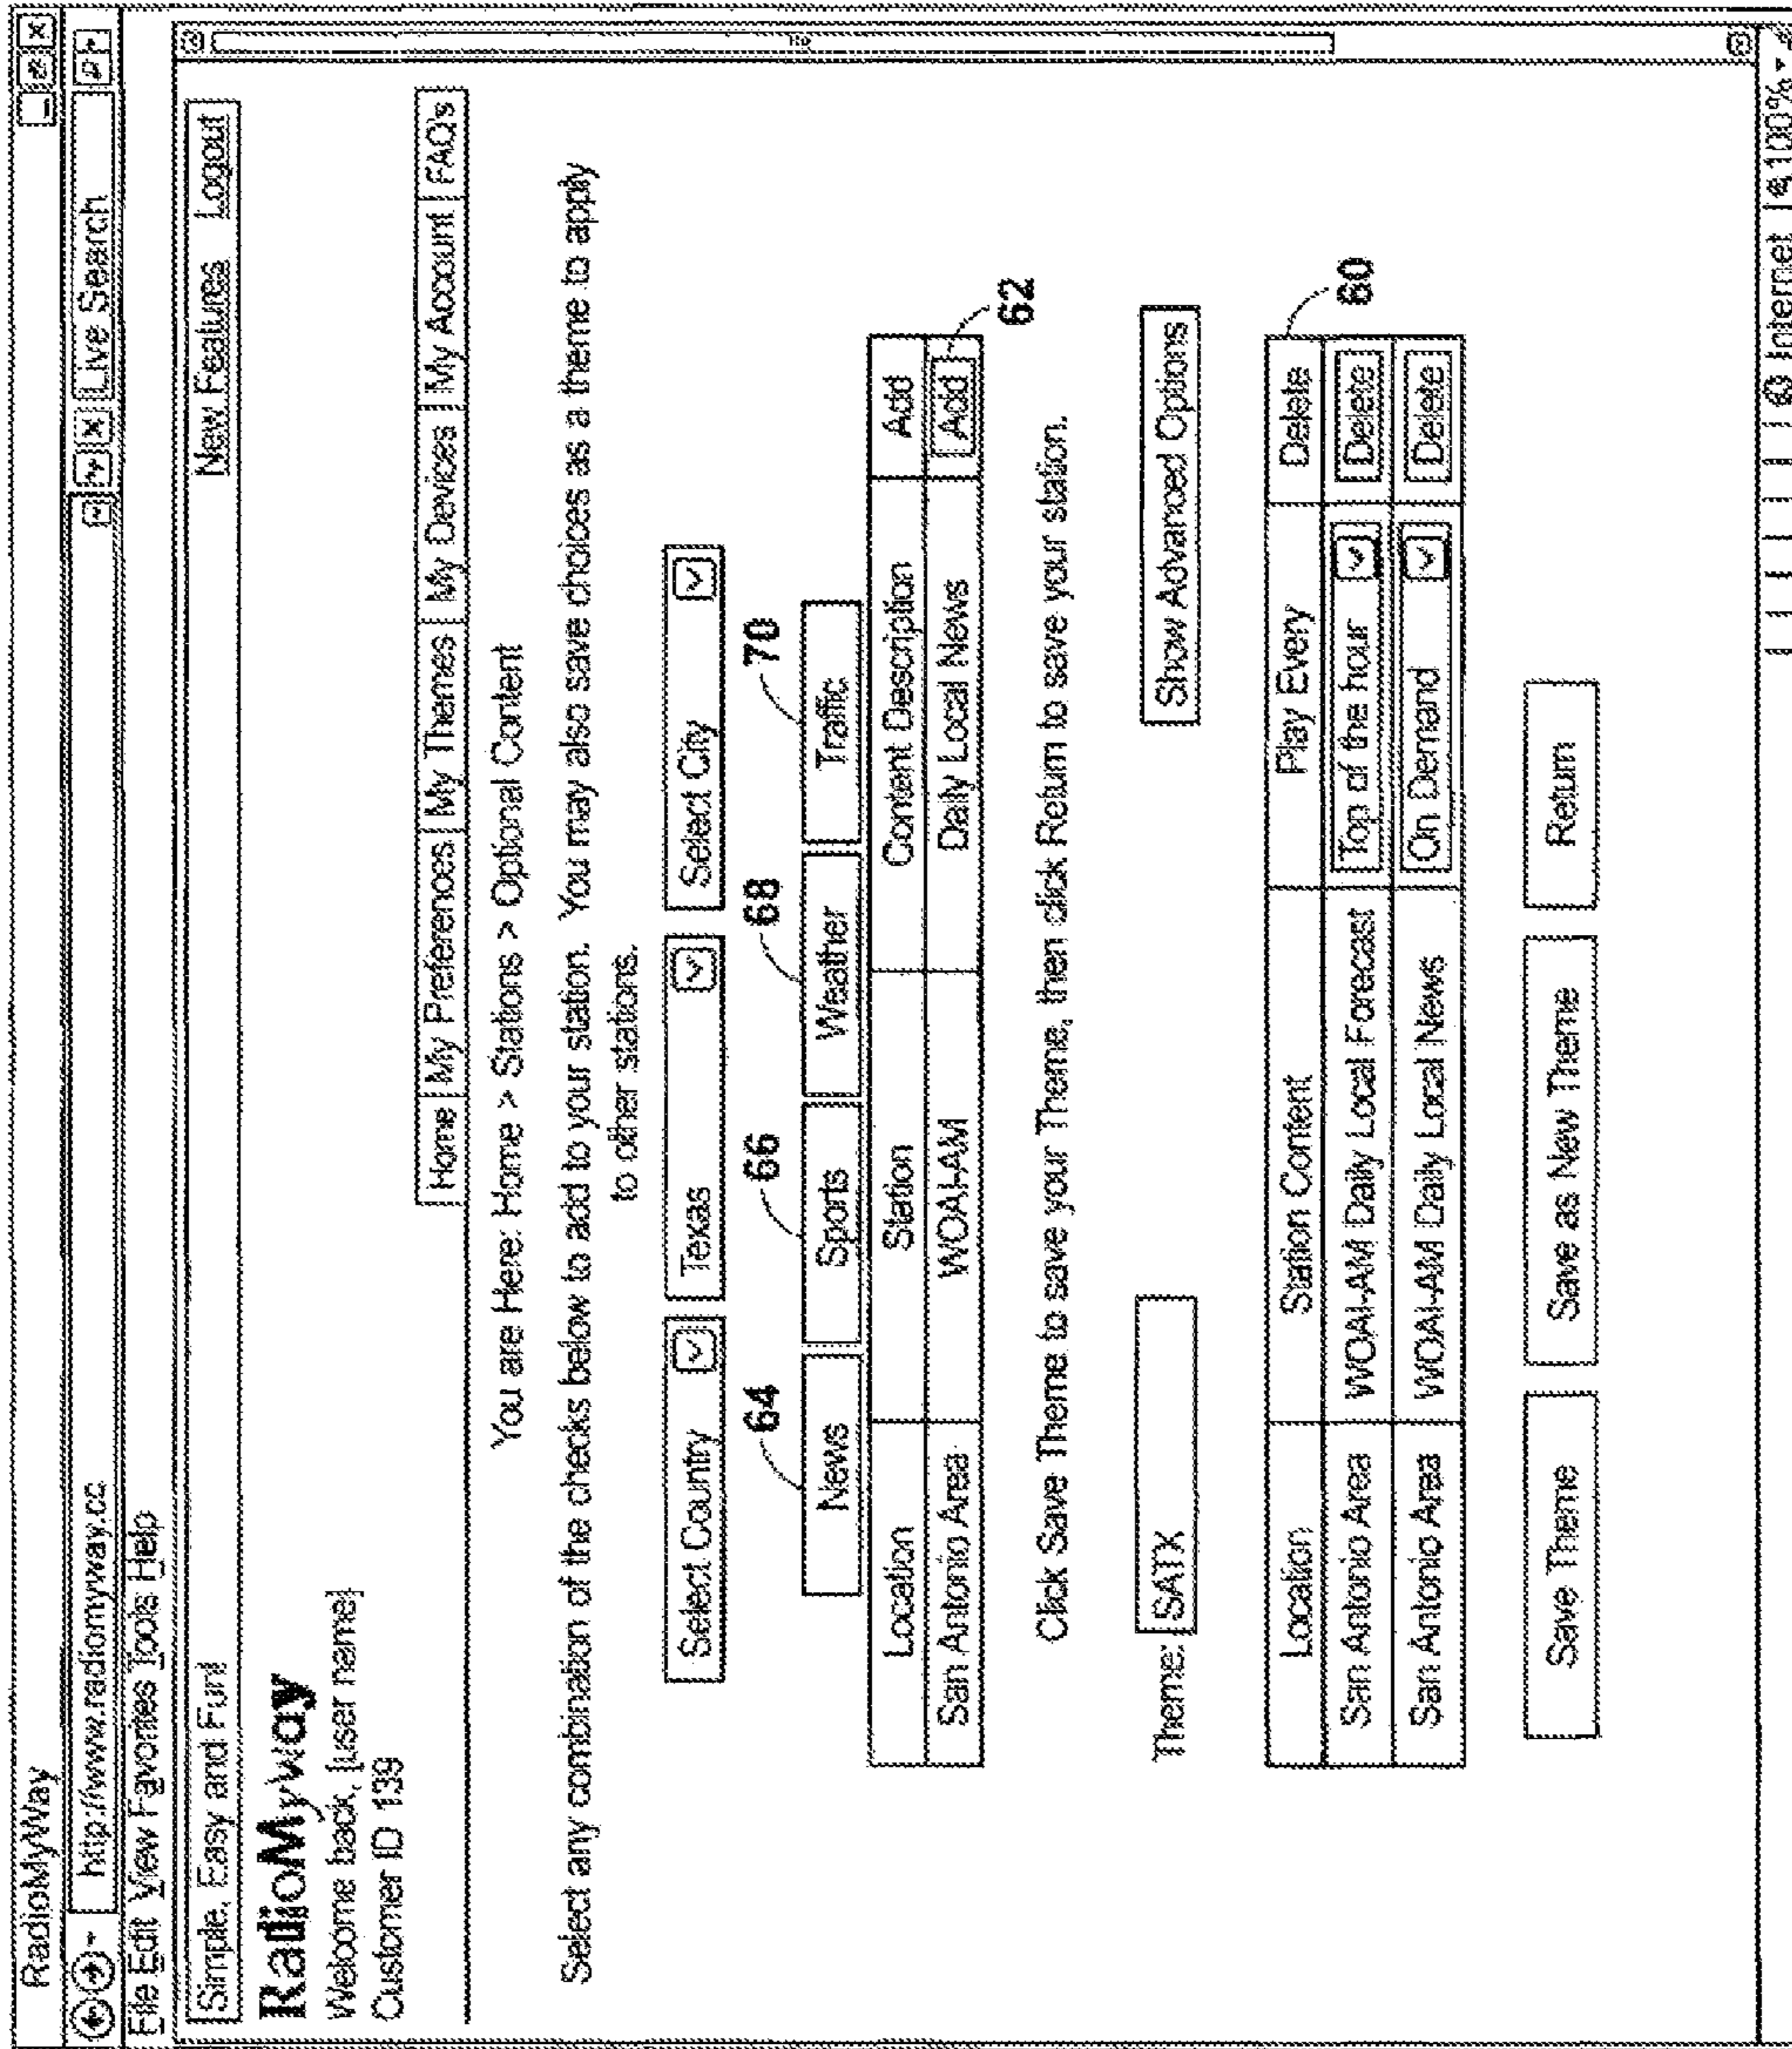 RadioMyWay
http://www.radiomyway.cc
Live Search
File Edit View Favorites Tools Help
Simple, Easy and Fun! New Features Logout
RadioMyWay
Welcome back, [user name]
Customer ID 139
Home My Preferences My Themes My Devices My Account FAQ's
You are Here: Home > Stations > Optional Content
Select any combination of the checks below to add to your station. You may also save choices as a theme to apply
to other stations.
Select Country Texas Select City
64 66 68 70
News Sports Weather Traffic
Location Station Content Description Add
San Antonio Area WOAI-AM Daily Local News Add
62
Click Save Theme to save your Theme, then click Return to save your station.
Theme: SATX Show Advanced Options
Location Station Content Play Every Delete
San Antonio Area WOAI-AM Daily Local Forecast Top of the hour Delete
San Antonio Area WOAI-AM Daily Local News On Demand Delete
60
Save Theme Save as New Theme Return
Internet 100%